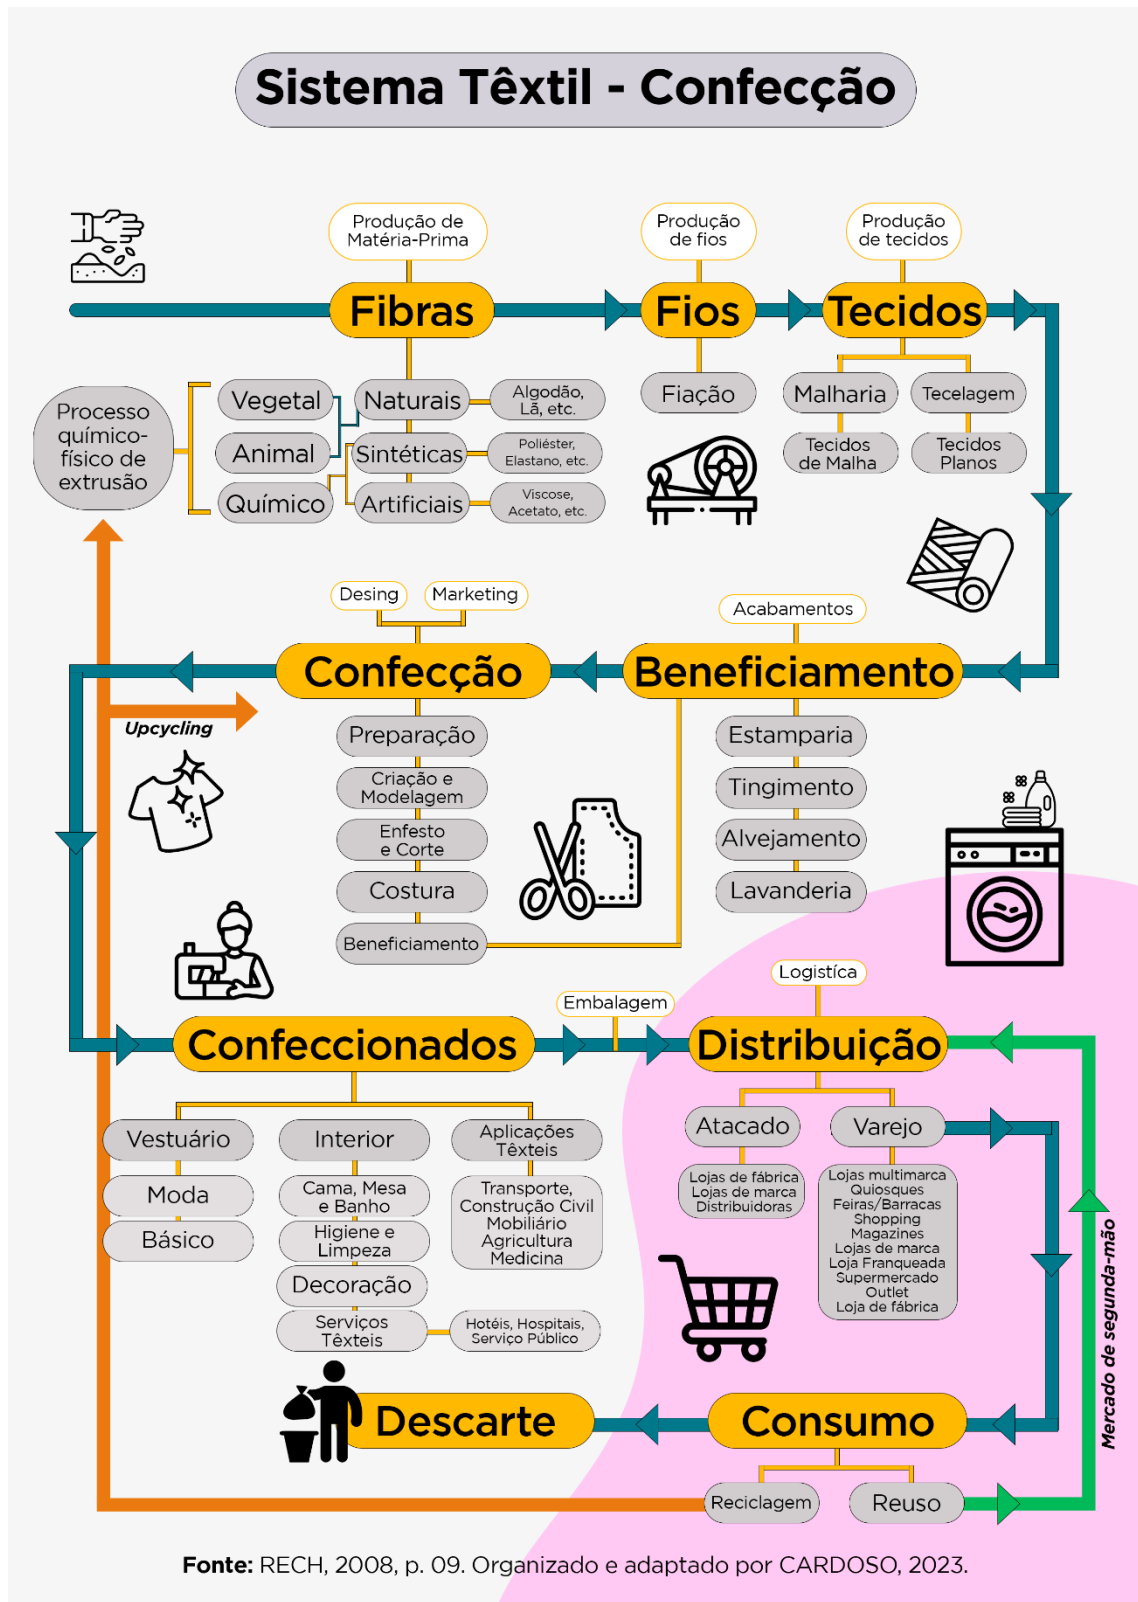 Sistema Têxtil - Confecção
Produção de
Matéria-Prima
Produção
de fios
Produção
de tecidos
Fibras
Fios
Tecidos
Processo
químico-
físico de
extrusão
Vegetal
Animal
Químico
Naturais
Sintéticas
Artificiais
Algodão,
Lã, etc.
Poliéster,
Elastano, etc.
Viscose,
Acetato, etc.
Fiação
Malharia
Tecidos
de Malha
Tecelagem
Tecidos
Planos
Desing
Marketing
Acabamentos
Confecção
Beneficiamento
Upcycling
Preparação
Criação e
Modelagem
Enfesto
e Corte
Costura
Beneficiamento
Estamparia
Tingimento
Alvejamento
Lavanderia
Logistíca
Embalagem
Confeccionados
Distribuição
Vestuário
Moda
Básico
Interior
Cama, Mesa
e Banho
Higiene e
Limpeza
Decoração
Serviços
Têxteis
Hotéis, Hospitais,
Serviço Público
Aplicações
Têxteis
Transporte,
Construção Civil
Mobiliário
Agricultura
Medicina
Atacado
Lojas de fábrica
Lojas de marca
Distribuidoras
Varejo
Lojas multimarca
Quiosques
Feiras/Barracas
Shopping
Magazines
Lojas de marca
Loja Franqueada
Supermercado
Outlet
Loja de fábrica
Mercado de segunda-mão
Descarte
Consumo
Reciclagem
Reuso
Fonte: RECH, 2008, p. 09. Organizado e adaptado por CARDOSO, 2023.